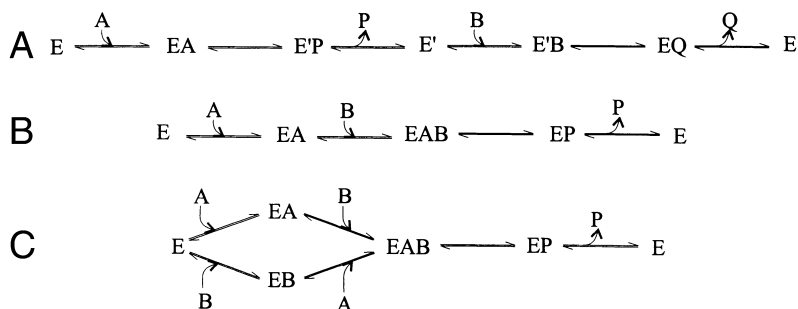 A P B Q
A E EA E'P E' E'B EQ E
A B P
B E EA EAB EP E
A EA B
P
C E EAB EP E
EB
B A